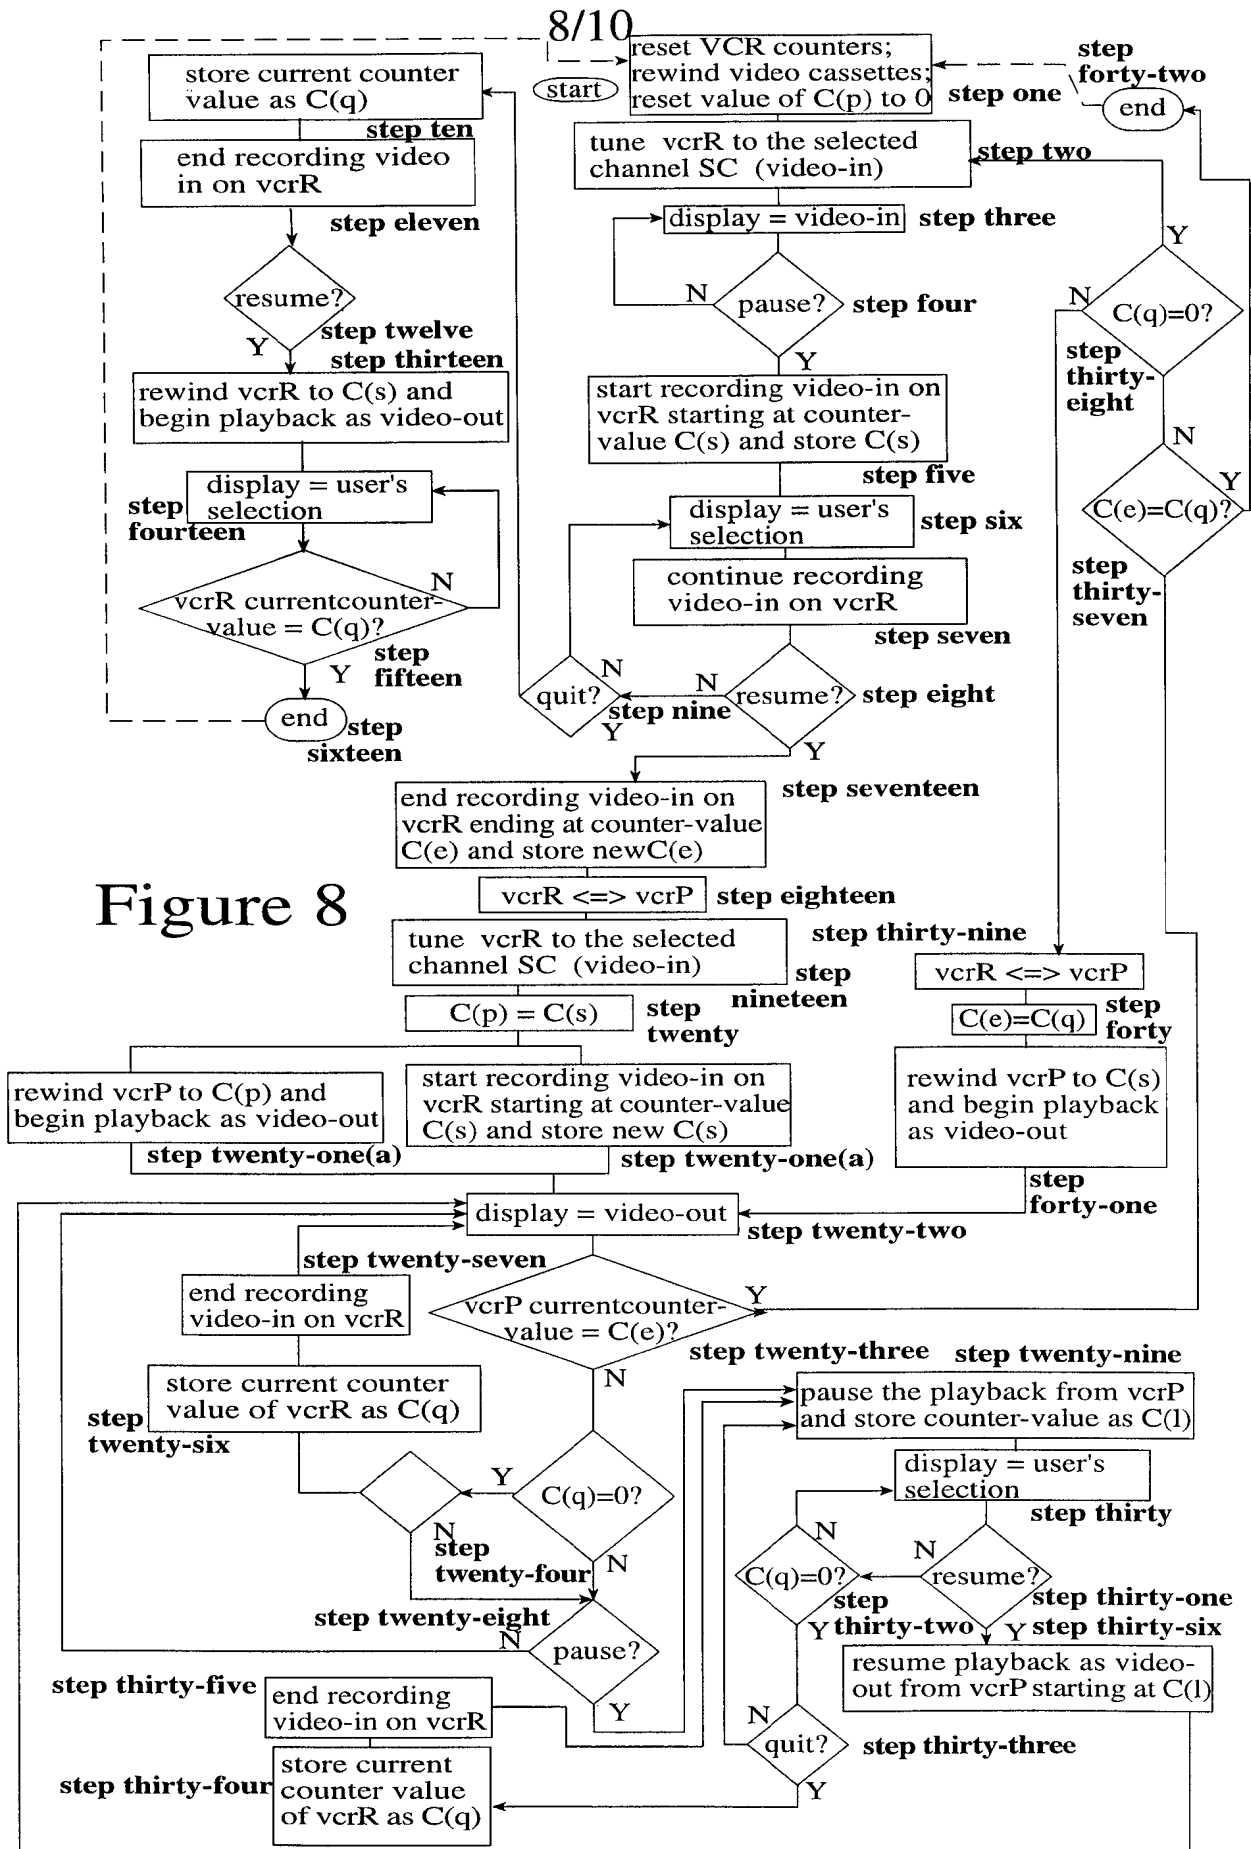 8/10
reset VCR counters;
rewind video cassettes;
reset value of C(p) to 0
start
step one
step
forty-two
end
store current counter
value as C(q)
step ten
end recording video
in on vcrR
step eleven
resume?
step twelve
Y
step thirteen
rewind vcrR to C(s) and
begin playback as video-out
display = user's
selection
step
fourteen
N
vcrR currentcounter-
value = C(q)?
Y
step
fifteen
end
step
sixteen
tune vcrR to the selected
channel SC (video-in)
step two
display = video-in
step three
N
pause?
step four
Y
start recording video-in on
vcrR starting at counter-
value C(s) and store C(s)
step five
display = user's
selection
step six
continue recording
video-in on vcrR
step seven
N
quit?
Y
step nine
N
resume?
step eight
Y
Y
N
C(q)=0?
step
thirty-
eight
N
Y
C(e)=C(q)?
step
thirty-
seven
step seventeen
end recording video-in on
vcrR ending at counter-value
C(e) and store newC(e)
Figure 8
vcrR <=> vcrP
step eighteen
tune vcrR to the selected
channel SC (video-in)
step
nineteen
C(p) = C(s)
step
twenty
step thirty-nine
vcrR <=> vcrP
C(e)=C(q)
step
forty
rewind vcrP to C(p) and
begin playback as video-out
step twenty-one(a)
start recording video-in on
vcrR starting at counter-value
C(s) and store new C(s)
step twenty-one(a)
rewind vcrP to C(s)
and begin playback
as video-out
step
forty-one
display = video-out
step twenty-two
step twenty-seven
end recording
video-in on vcrR
vcrP currentcounter-
value = C(e)?
Y
step twenty-three
N
store current counter
value of vcrR as C(q)
step
twenty-six
Y
C(q)=0?
N
step
twenty-four
N
step twenty-eight
N
pause?
Y
step twenty-nine
pause the playback from vcrP
and store counter-value as C(l)
display = user's
selection
step thirty
N
C(q)=0?
step
thirty-two
Y
N
resume?
step thirty-one
Y
step thirty-six
resume playback as video-
out from vcrP starting at C(l)
N
quit?
step thirty-three
Y
step thirty-five
end recording
video-in on vcrR
step thirty-four
store current
counter value
of vcrR as C(q)